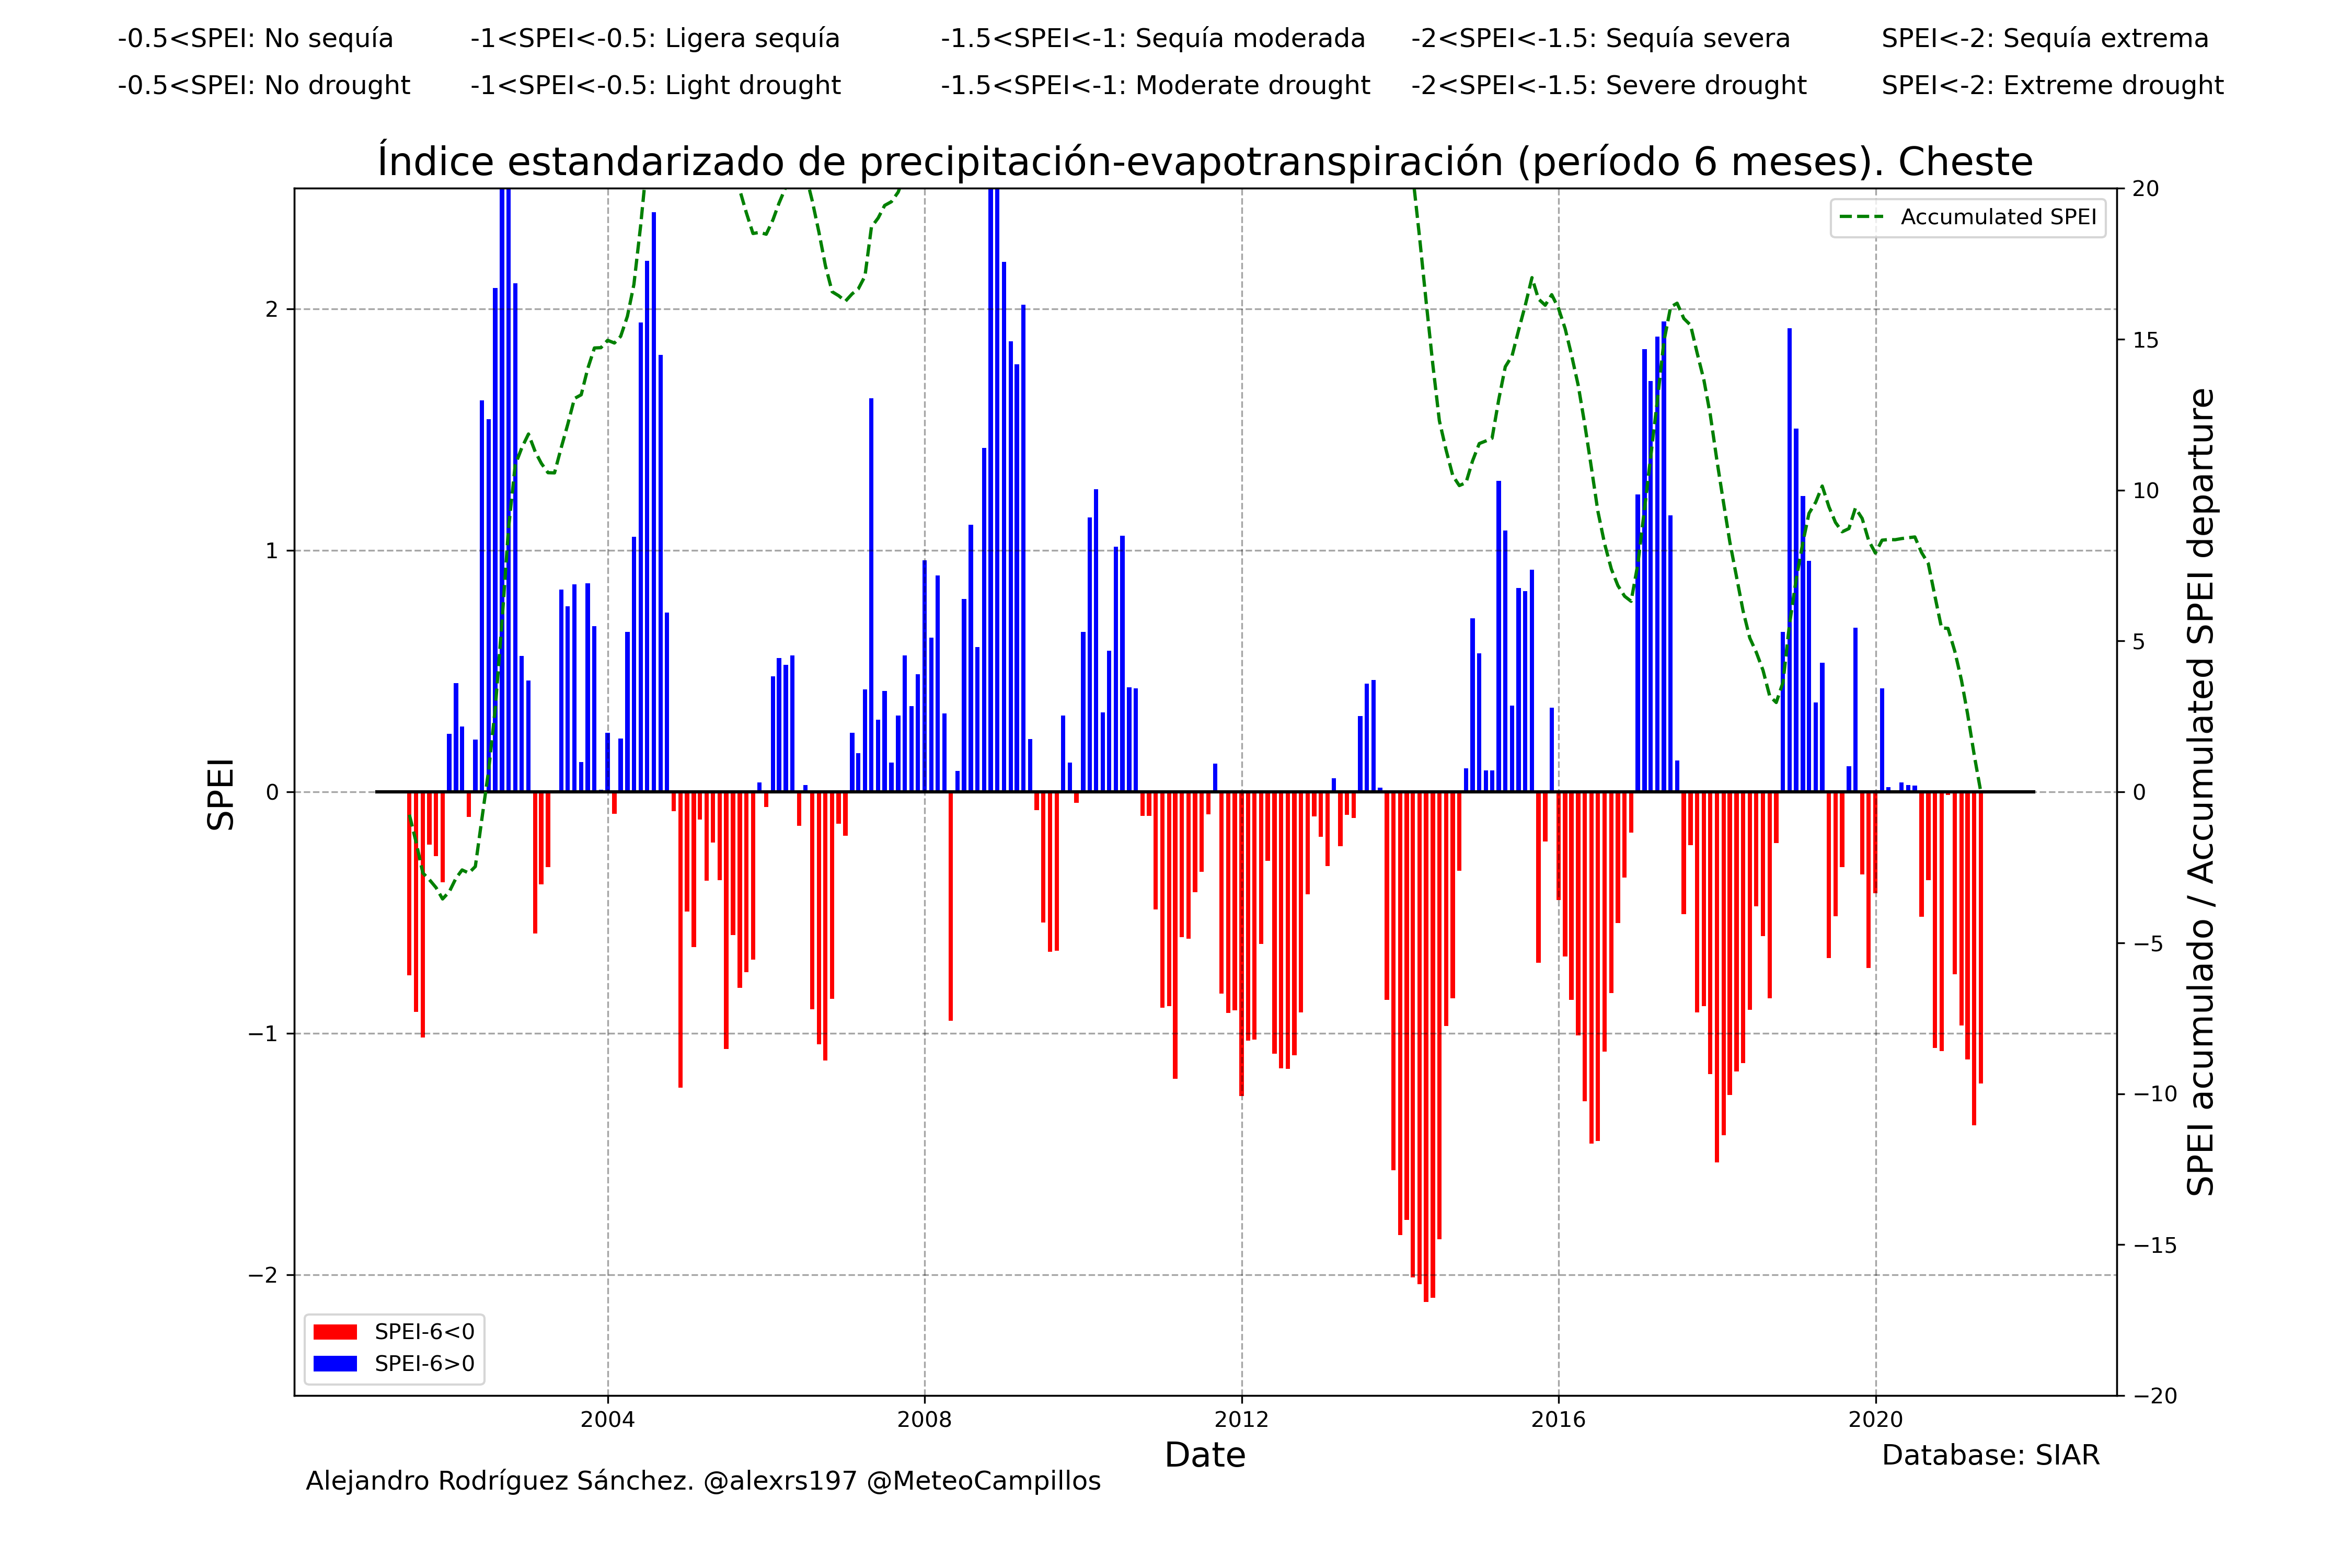 -0.5<SPEI: No sequía
-1<SPEI<-0.5: Ligera sequía
-1.5<SPEI<-1: Sequía moderada
-2<SPEI<-1.5: Sequía severa
SPEI<-2: Sequía extrema
-0.5<SPEI: No drought
-1<SPEI<-0.5: Light drought
-1.5<SPEI<-1: Moderate drought
-2<SPEI<-1.5: Severe drought
SPEI<-2: Extreme drought
Índice estandarizado de precipitación-evapotranspiración (período 6 meses). Cheste
Accumulated SPEI
SPEI
2
1
0
−1
−2
20
15
10
5
0
−5
−10
−15
−20
SPEI acumulado / Accumulated SPEI departure
SPEI-6<0
SPEI-6>0
2004
2008
2012
2016
2020
Date
Database: SIAR
Alejandro Rodríguez Sánchez. @alexrs197 @MeteoCampillos